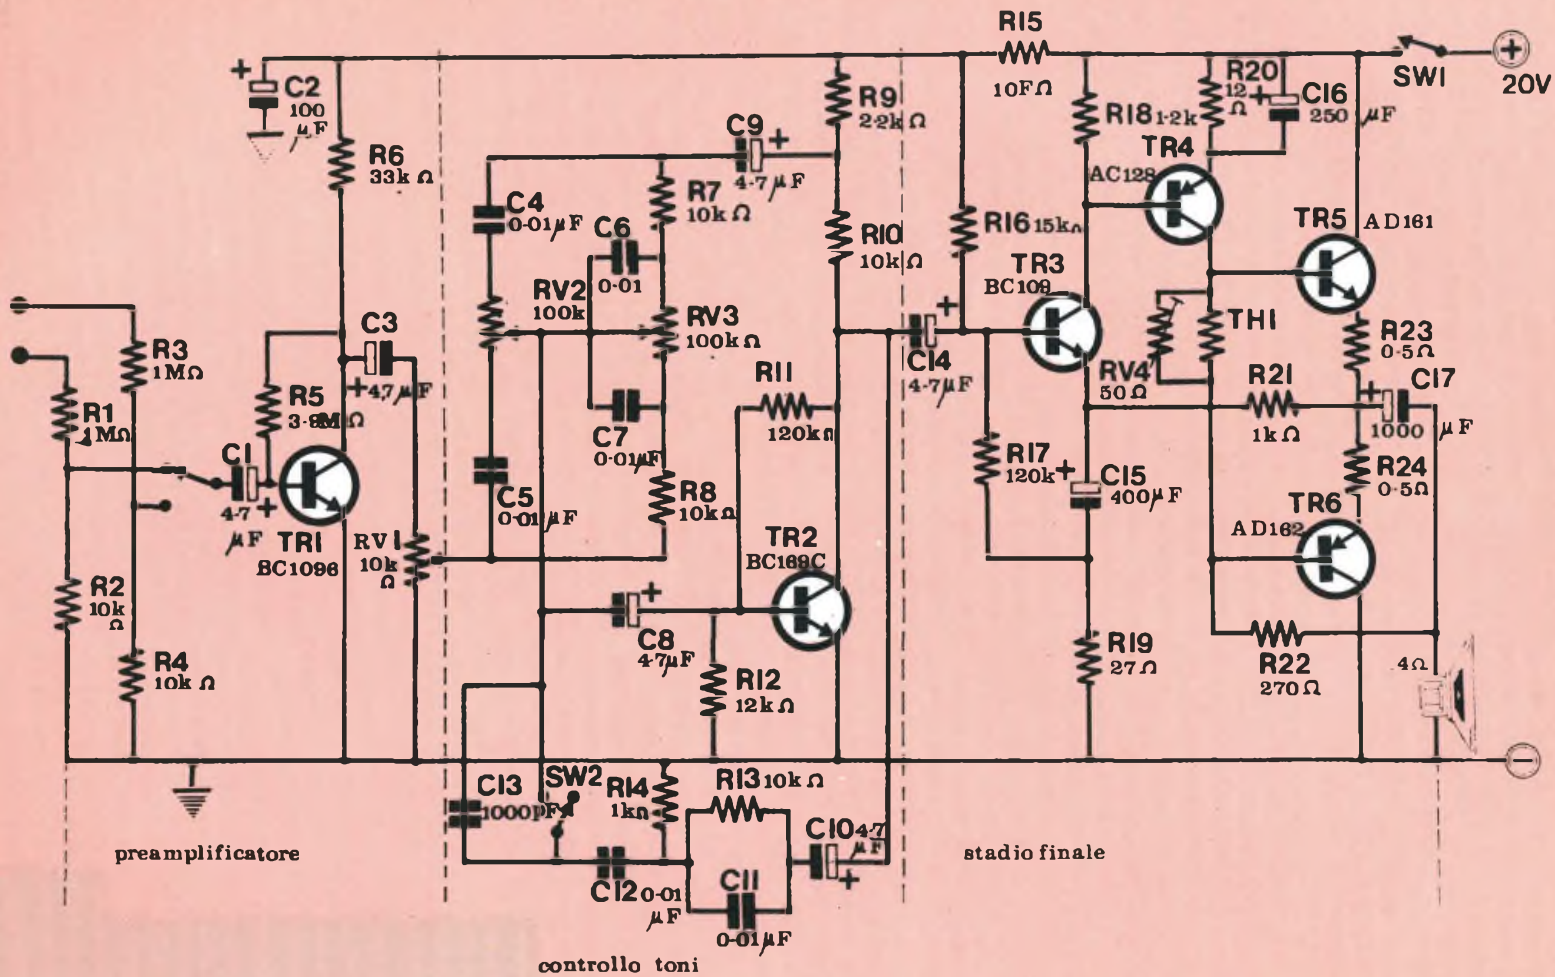 R15
10FΩ
SW1
+
20V
+
C2
100
μF
R6
33kΩ
C9
+
4·7μF
R9
2·2kΩ
R18 1·2k
R20
12
Ω
+
C16
250 μF
TR4
AC128
C4
0·01μF
R7
10kΩ
C6
0·01
R10
10kΩ
R16 15kΩ
TR5
AD161
TR3
BC109
RV2
100k
RV3
100kΩ
R3
1MΩ
C3
+ 4,7μF
R11
120kΩ
+
C14
4·7μF
TH1
RV4
50Ω
R23
0·5Ω
R21
1kΩ
+
C17
1000 μF
R1
1MΩ
R5
3·9MΩ
C7
0·01μF
C1
4·7
μF
+
TR1
BC1096
RV1
10k
Ω
C5
0·01μF
R8
10kΩ
R17
120k
+
C15
400μF
R24
0·5Ω
TR6
AD162
TR2
BC169C
R2
10k
Ω
+
C8
4·7μF
R4
10kΩ
R12
12kΩ
R19
27Ω
R22
270Ω
4Ω
−
C13
1000pF
SW2
R14
1kΩ
R13 10kΩ
C10 4·7
μF
+
C12 0·01
μF
C11
0·01μF
preamplificatore
controllo toni
stadio finale